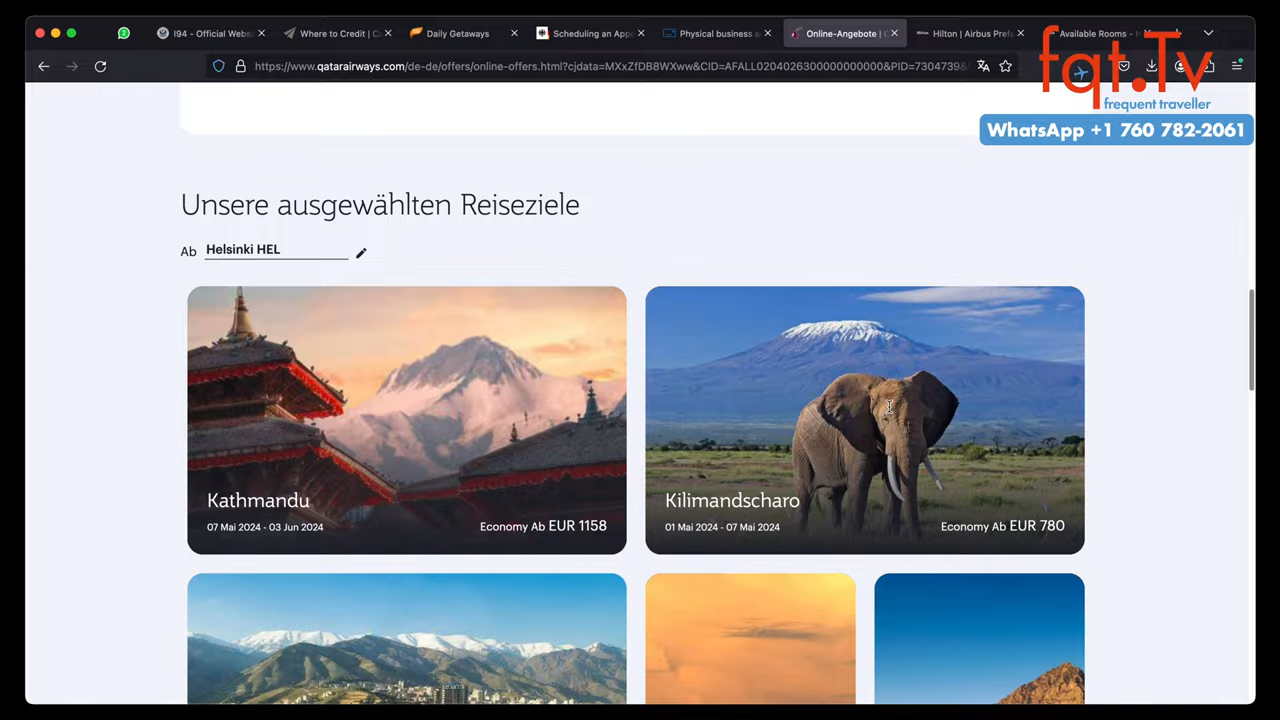 I94 - Official Webs
Where to Credit | C
Daily Getaways
Scheduling an App
Physical business
Online-Angebote |
Hilton | Airbus Pref
Available Rooms -
https://www.qatarairways.com/de-de/offers/online-offers.html?cjdata=MXxZfDB8WXww&CID=AFALL0204026300000000000&PID=7304739&
fqt.Tv
frequent traveller
WhatsApp +1 760 782-2061
Unsere ausgewählten Reiseziele
Ab Helsinki HEL
Kathmandu
07 Mai 2024 - 03 Jun 2024
Economy Ab EUR 1158
Kilimandscharo
01 Mai 2024 - 07 Mai 2024
Economy Ab EUR 780